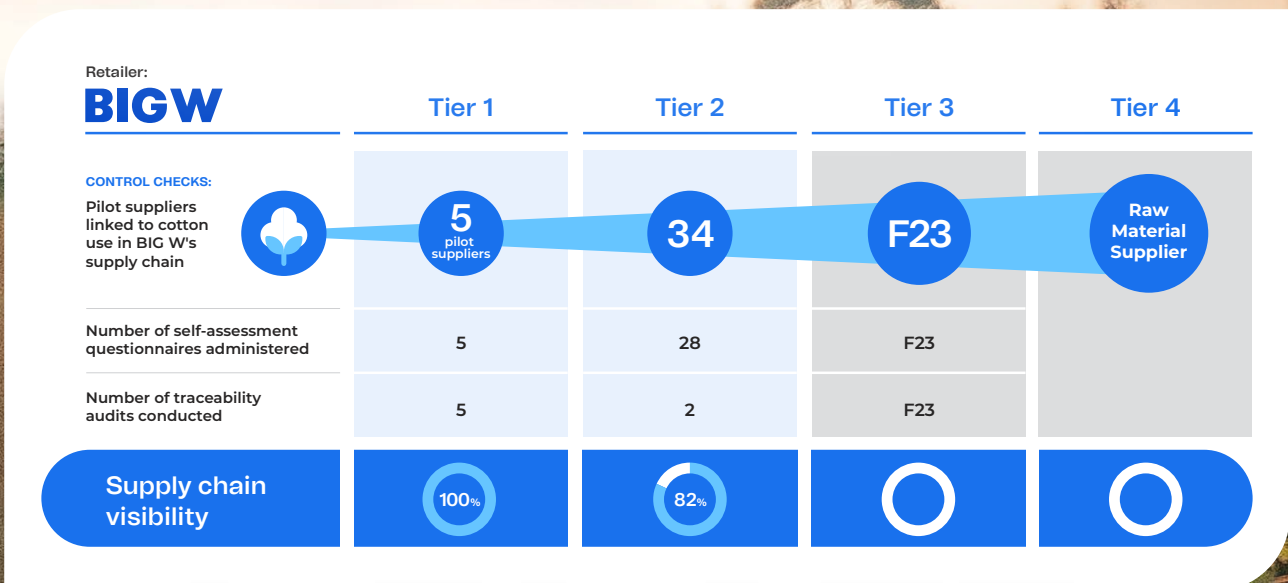 Retailer:
BIG W
Tier 1
Tier 2
Tier 3
Tier 4
CONTROL CHECKS:
Pilot suppliers
linked to cotton
use in BIG W's
supply chain
5
pilot
suppliers
34
F23
Raw
Material
Supplier
Number of self-assessment
questionnaires administered
5
28
F23
Number of traceability
audits conducted
5
2
F23
Supply chain
visibility
100%
82%